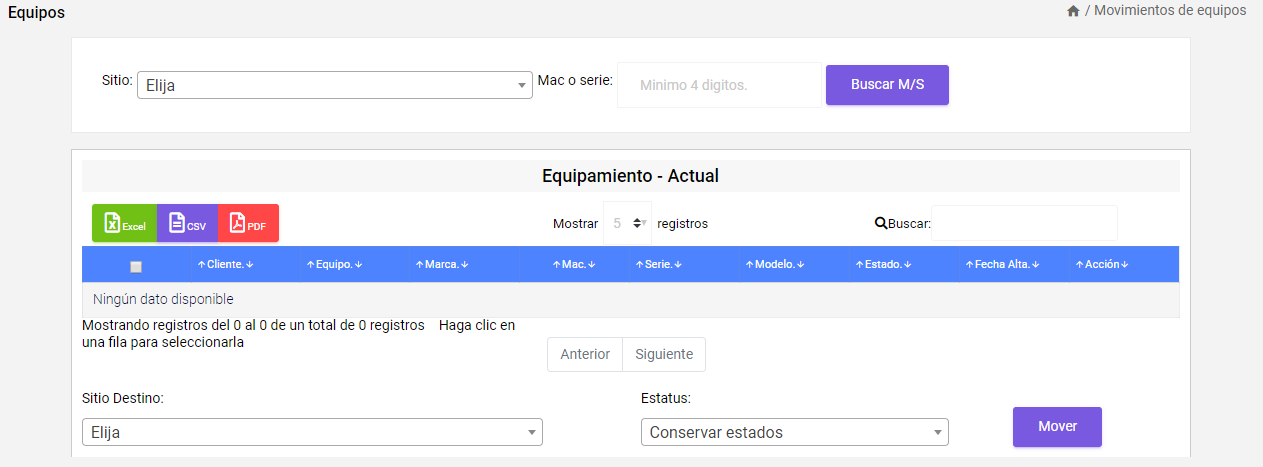 Equipos
/ Movimientos de equipos
Sitio: Elija Mac o serie: Minimo 4 digitos. Buscar M/S
Equipamiento - Actual
Excel CSV PDF Mostrar 5 registros Buscar:
↑Cliente.↓ ↑Equipo.↓ ↑Marca.↓ ↑Mac.↓ ↑Serie.↓ ↑Modelo.↓ ↑Estado.↓ ↑Fecha Alta.↓ ↑Acción↓
Ningún dato disponible
Mostrando registros del 0 al 0 de un total de 0 registros Haga clic en
una fila para seleccionarla
Anterior Siguiente
Sitio Destino: Estatus:
Elija Conservar estados Mover